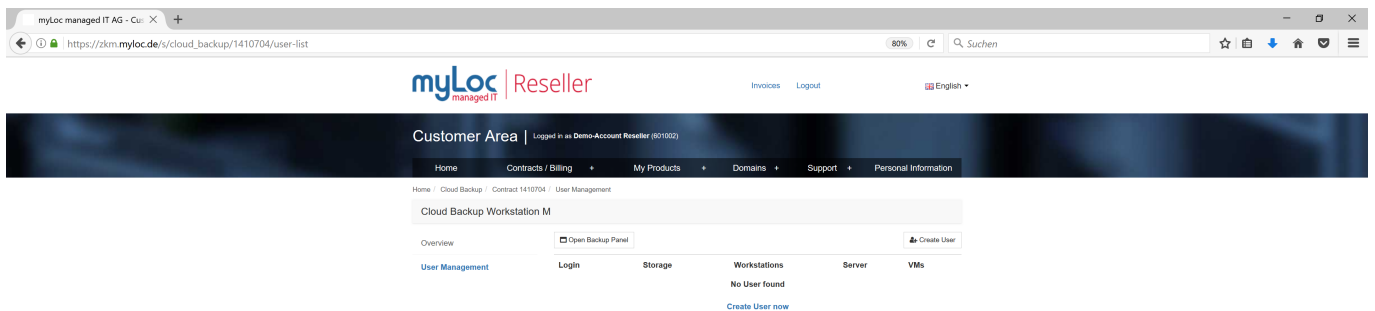 myLoc managed IT AG - Cus
https://zkm.myloc.de/s/cloud_backup/1410704/user-list
80%
Suchen
myLoc managed IT | Reseller
Invoices Logout
English
Customer Area | Logged in as Demo-Account Reseller (601002)
Home Contracts / Billing + My Products + Domains + Support + Personal Information
Home / Cloud Backup / Contract 1410704 / User Management
Cloud Backup Workstation M
Overview
Open Backup Panel
Create User
User Management
Login Storage Workstations Server VMs
No User found
Create User now